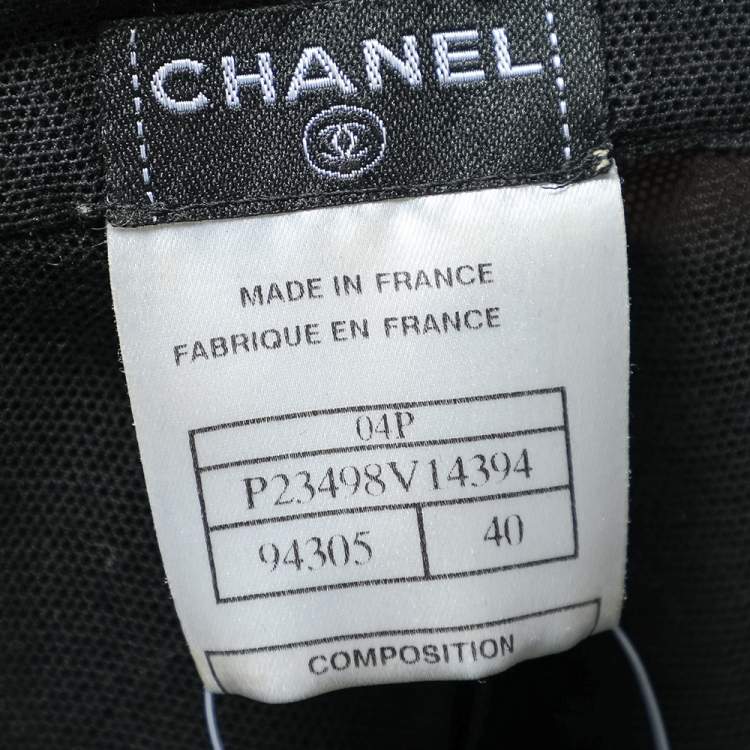 CHANEL
MADE IN FRANCE
FABRIQUE EN FRANCE
04P
P23498V14394
94305 40
COMPOSITION